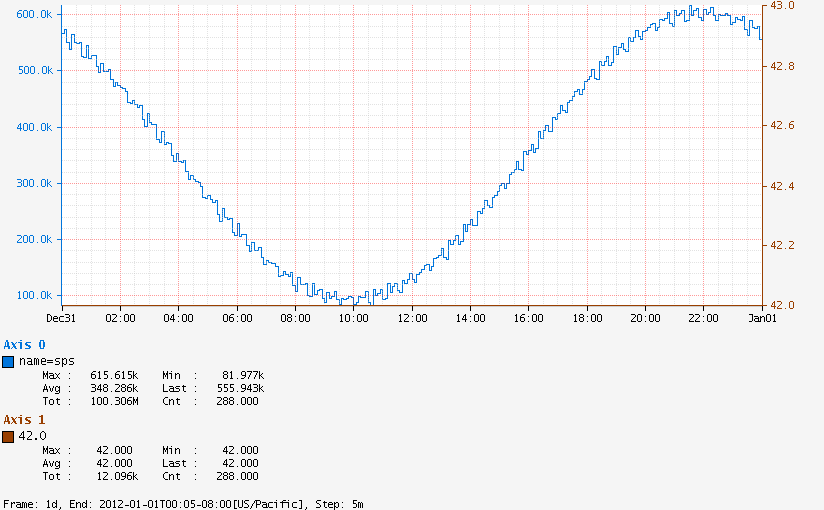 600.0k
500.0k
400.0k
300.0k
200.0k
100.0k
43.0
42.8
42.6
42.4
42.2
42.0
Dec31 02:00 04:00 06:00 08:00 10:00 12:00 14:00 16:00 18:00 20:00 22:00 Jan01
Axis 0
name=sps
Max : 615.615k Min : 81.977k
Avg : 348.286k Last : 555.943k
Tot : 100.306M Cnt : 288.000
Axis 1
42.0
Max : 42.000 Min : 42.000
Avg : 42.000 Last : 42.000
Tot : 12.096k Cnt : 288.000
Frame: 1d, End: 2012-01-01T00:05-08:00[US/Pacific], Step: 5m